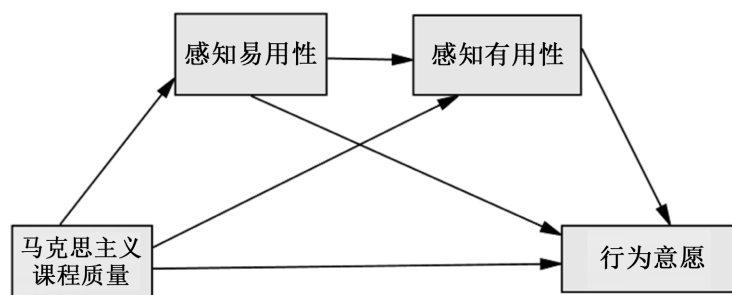 感知易用性
感知有用性
马克思主义
课程质量
行为意愿